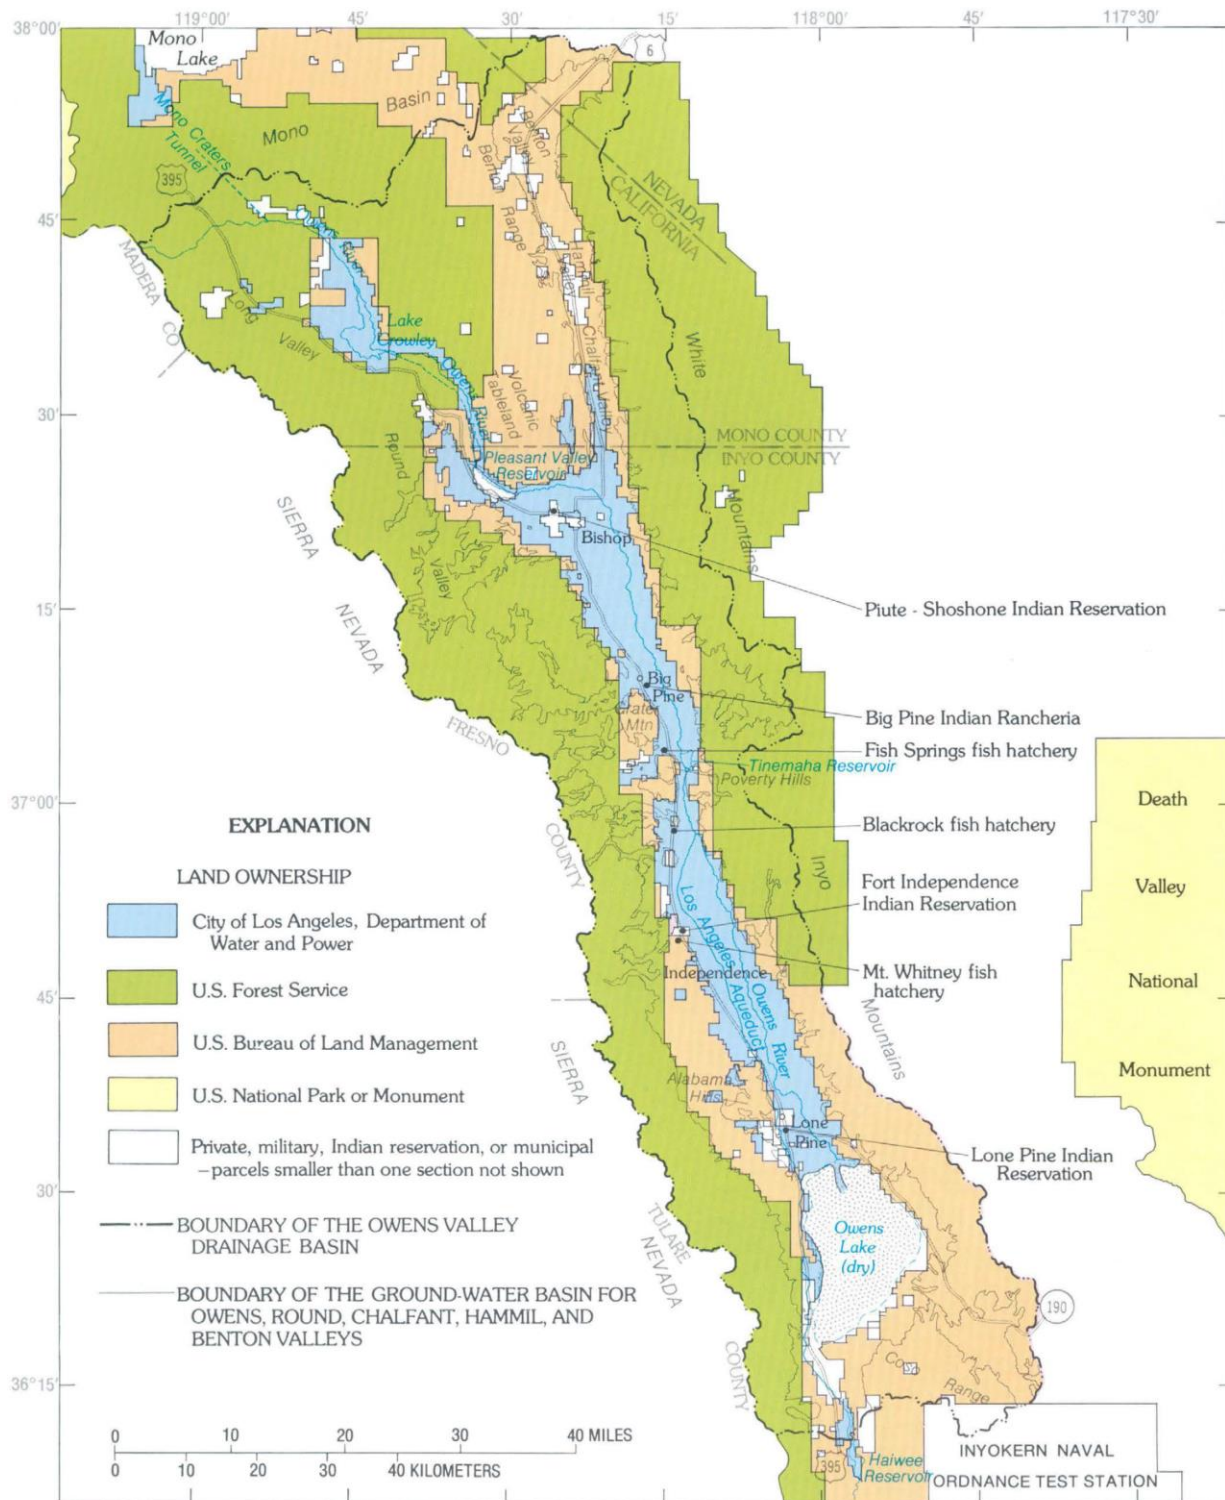 119°00′ 45′ 30′ 15′ 118°00′ 45′ 117°30′
38°00′
Mono
Lake
6
Basin
Mono
Mono Craters
Tunnel
395
Benton
Valley
Benton Range
NEVADA
CALIFORNIA
45′
Owens River
MADERA
CO
Hammil
Valley
Long
Valley
Lake
Crowley
Owens
River
Chalfant Valley
White
Volcanic
Tableland
30′
MONO COUNTY
INYO COUNTY
Round
Pleasant Valley
Reservoir
Mountains
SIERRA
Bishop
Valley
15′
Piute - Shoshone Indian Reservation
NEVADA
Big
Pine
Crater
Mtn
Big Pine Indian Rancheria
FRESNO
Fish Springs fish hatchery
Tinemaha Reservoir
Poverty Hills
37°00′
Death
EXPLANATION
COUNTY
Blackrock fish hatchery
Inyo
LAND OWNERSHIP
Fort Independence
Indian Reservation
Valley
City of Los Angeles, Department of
Water and Power
Los Angeles
Aqueduct
Owens
River
Independence
Mt. Whitney fish
hatchery
National
U.S. Forest Service
45′
Mountains
U.S. Bureau of Land Management
SIERRA
Alabama
Hills
Monument
U.S. National Park or Monument
Lone
Pine
Private, military, Indian reservation, or municipal
–parcels smaller than one section not shown
Lone Pine Indian
Reservation
30′
BOUNDARY OF THE OWENS VALLEY
DRAINAGE BASIN
TULARE
NEVADA
Owens
Lake
(dry)
BOUNDARY OF THE GROUND-WATER BASIN FOR
OWENS, ROUND, CHALFANT, HAMMIL, AND
BENTON VALLEYS
190
COUNTY
Coso
Range
36°15′
0 10 20 30 40 MILES
0 10 20 30 40 KILOMETERS
395
Haiwee
Reservoir
INYOKERN NAVAL
ORDNANCE TEST STATION